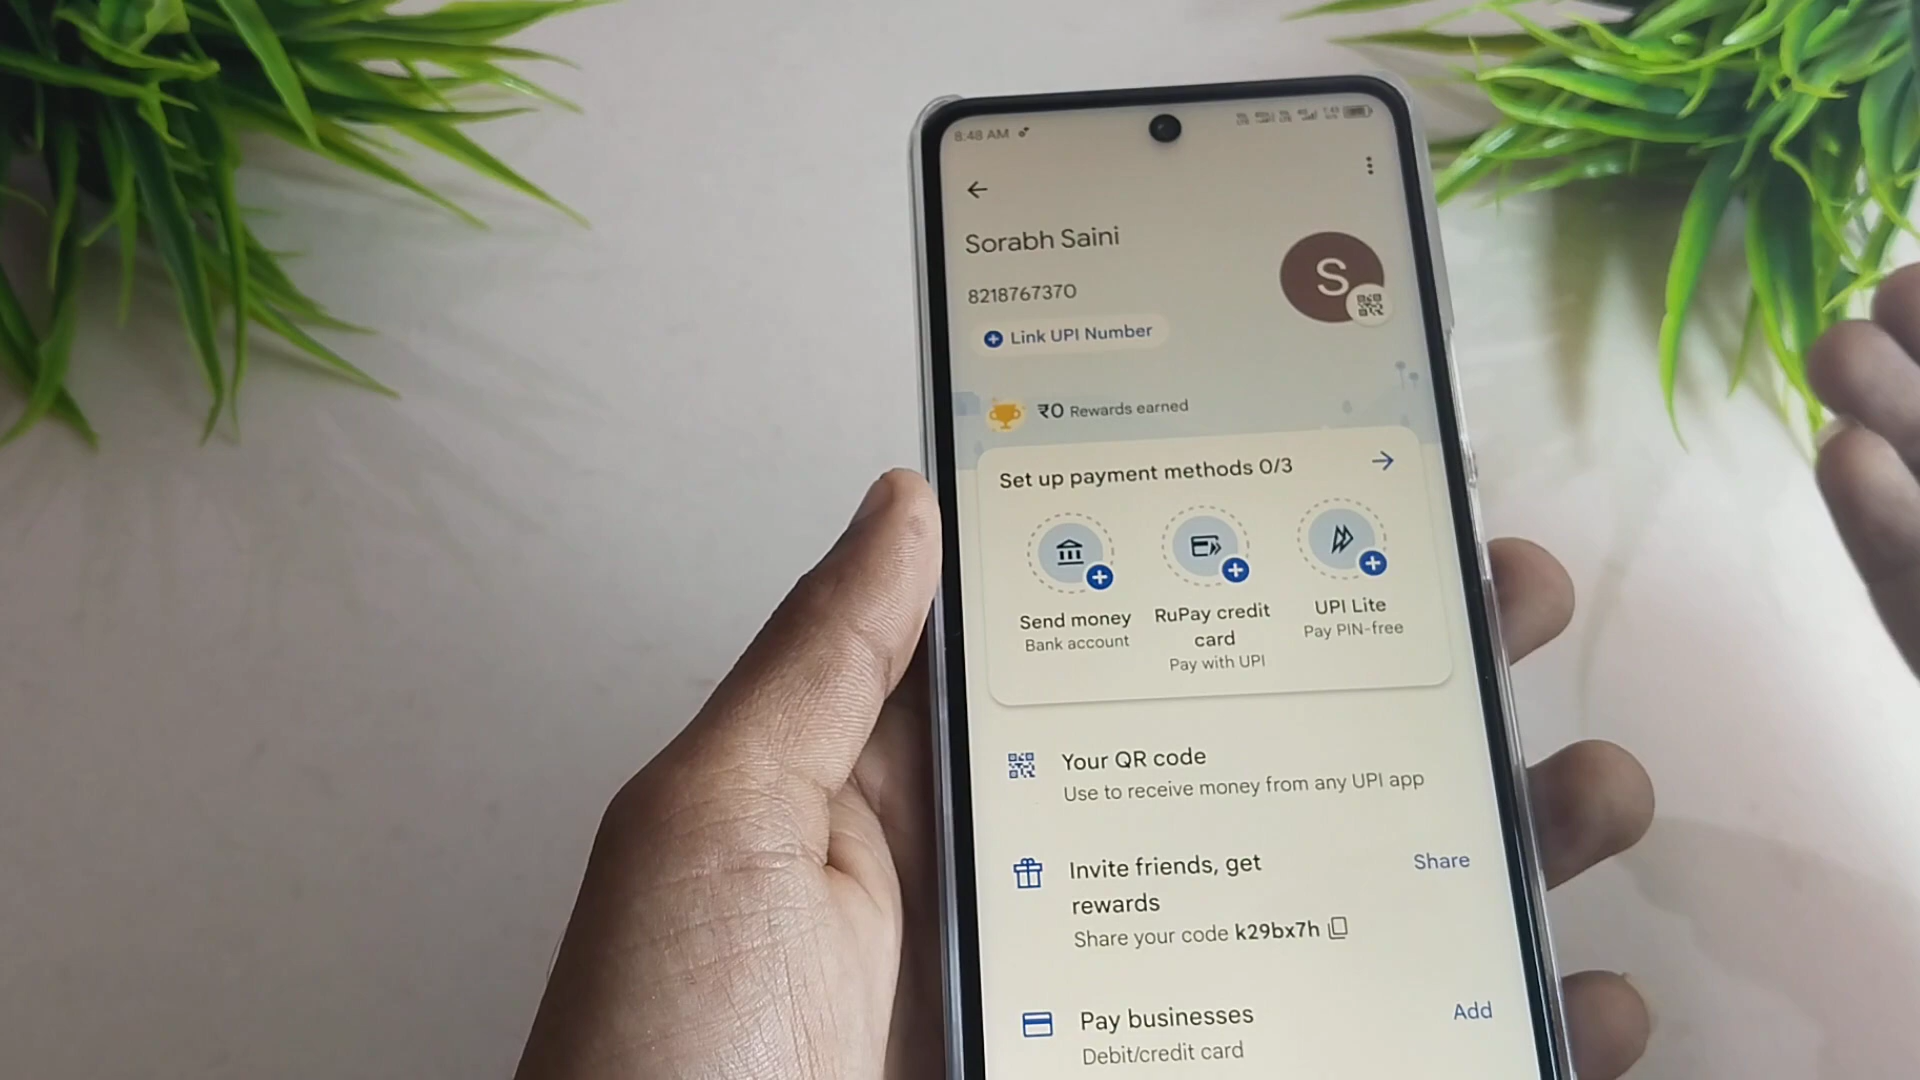 8:48 AM
Sorabh Saini
8218767370
S
Link UPI Number
₹0 Rewards earned
Set up payment methods 0/3
Send money
Bank account
RuPay credit
card
Pay with UPI
UPI Lite
Pay PIN-free
Your QR code
Use to receive money from any UPI app
Invite friends, get
rewards
Share
Share your code k29bx7h
Pay businesses
Add
Debit/credit card